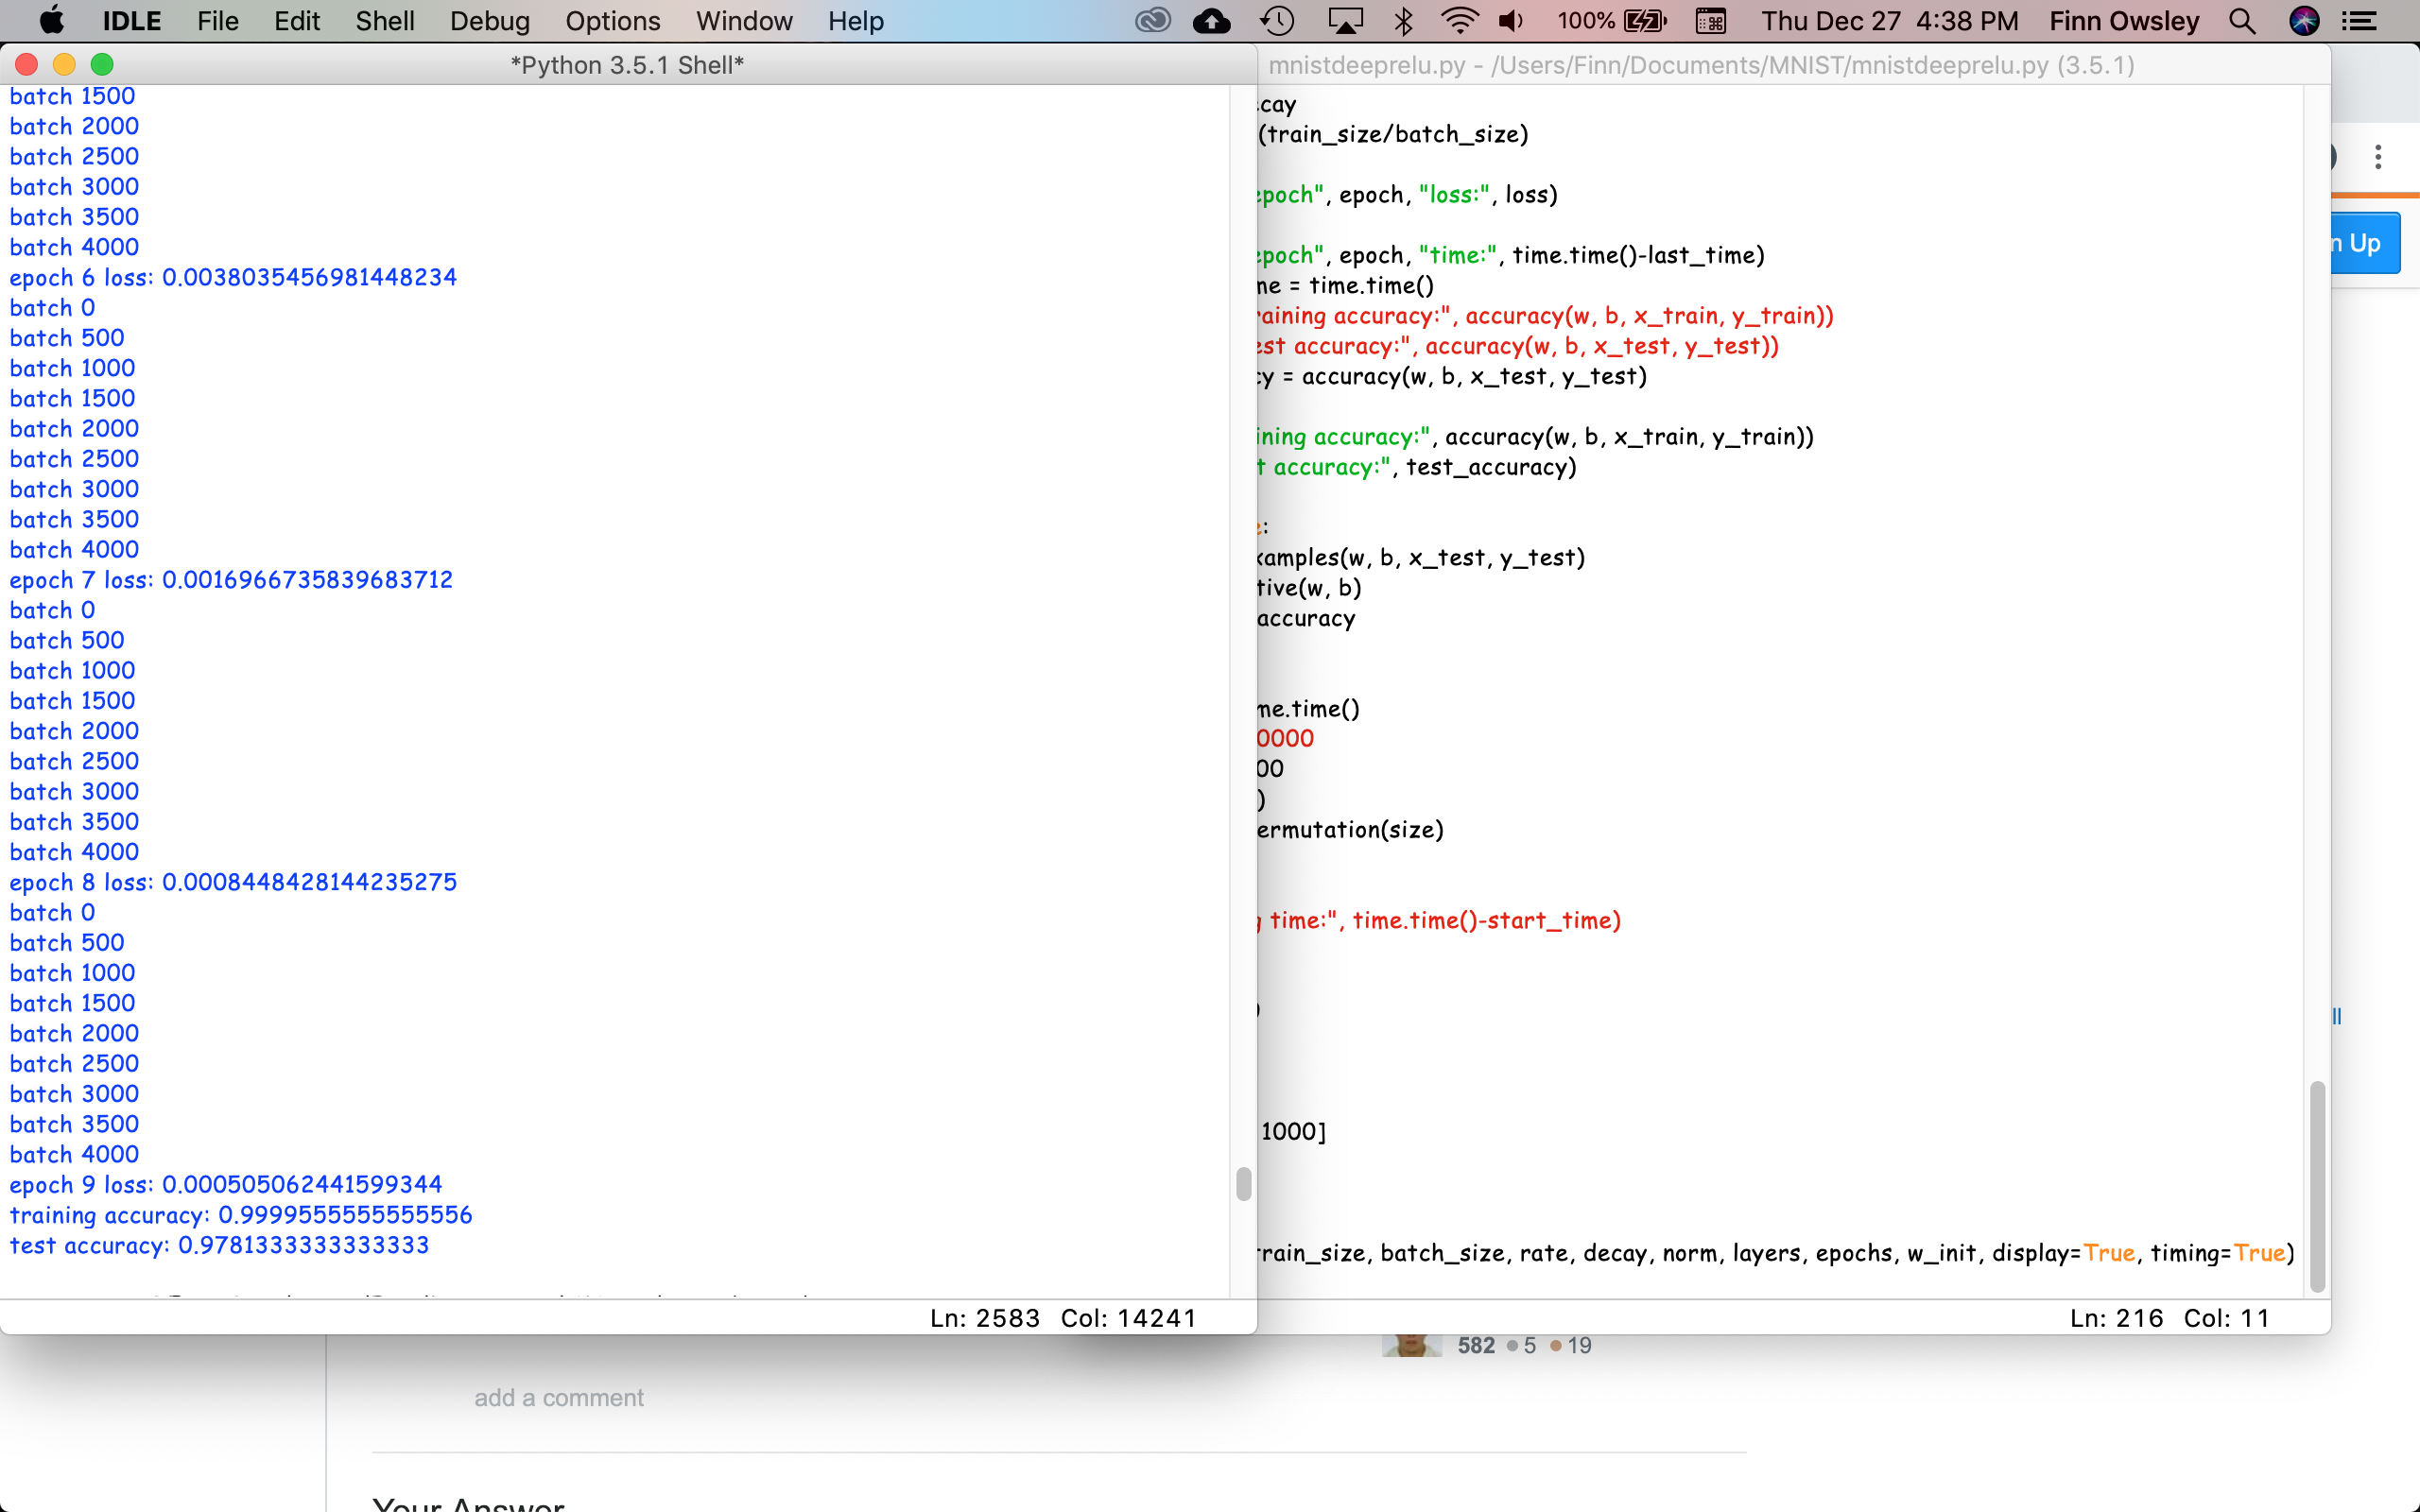 IDLE File Edit Shell Debug Options Window Help 100% Thu Dec 27 4:38 PM Finn Owsley
*Python 3.5.1 Shell*
batch 1500
batch 2000
batch 2500
batch 3000
batch 3500
batch 4000
epoch 6 loss: 0.0038035456981448234
batch 0
batch 500
batch 1000
batch 1500
batch 2000
batch 2500
batch 3000
batch 3500
batch 4000
epoch 7 loss: 0.0016966735839683712
batch 0
batch 500
batch 1000
batch 1500
batch 2000
batch 2500
batch 3000
batch 3500
batch 4000
epoch 8 loss: 0.0008448428144235275
batch 0
batch 500
batch 1000
batch 1500
batch 2000
batch 2500
batch 3000
batch 3500
batch 4000
epoch 9 loss: 0.000505062441599344
training accuracy: 0.9999555555555556
test accuracy: 0.9781333333333333
Ln: 2583 Col: 14241
mnistdeeprelu.py - /Users/Finn/Documents/MNIST/mnistdeeprelu.py (3.5.1)
cay
(train_size/batch_size)
poch", epoch, "loss:", loss)
poch", epoch, "time:", time.time()-last_time)
me = time.time()
raining accuracy:", accuracy(w, b, x_train, y_train))
est accuracy:", accuracy(w, b, x_test, y_test))
cy = accuracy(w, b, x_test, y_test)
ining accuracy:", accuracy(w, b, x_train, y_train))
t accuracy:", test_accuracy)
:
xamples(w, b, x_test, y_test)
tive(w, b)
accuracy
me.time()
0000
00
)
ermutation(size)
g time:", time.time()-start_time)
)
1000]
train_size, batch_size, rate, decay, norm, layers, epochs, w_init, display=True, timing=True)
Ln: 216 Col: 11
n Up
ll
582 5 19
add a comment
Your Answer